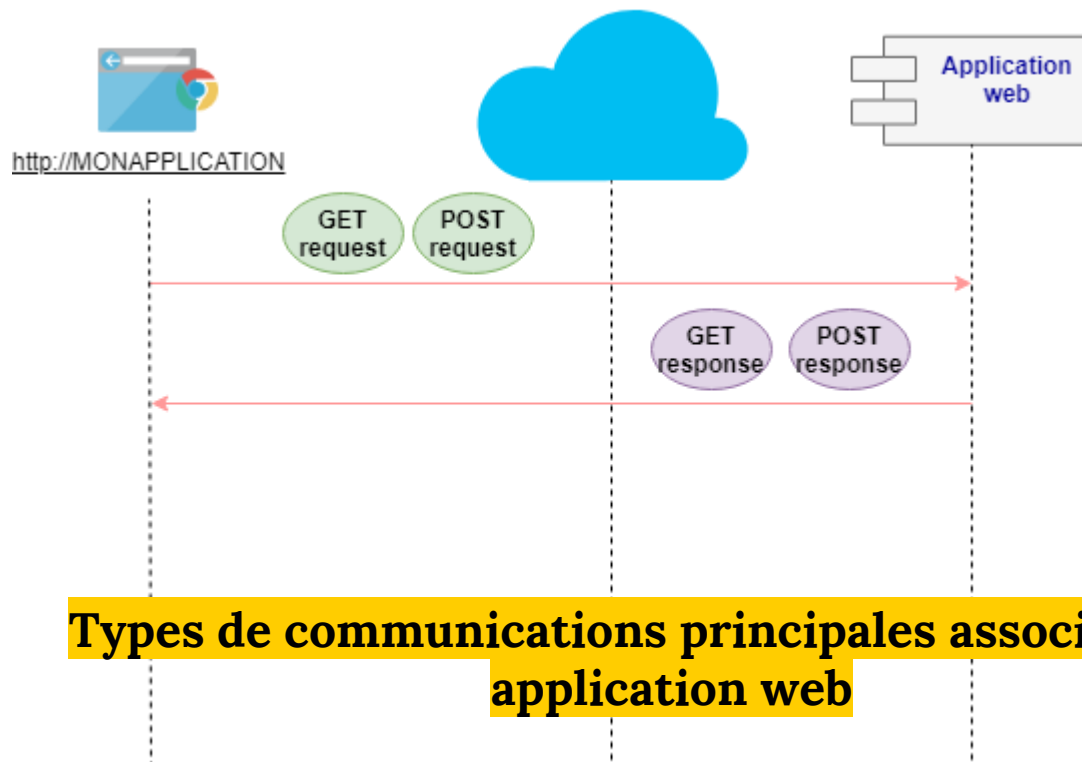 Application
web
http://MONAPPLICATION
GET
request
POST
request
GET
response
POST
response
Types de communications principales associ
application web